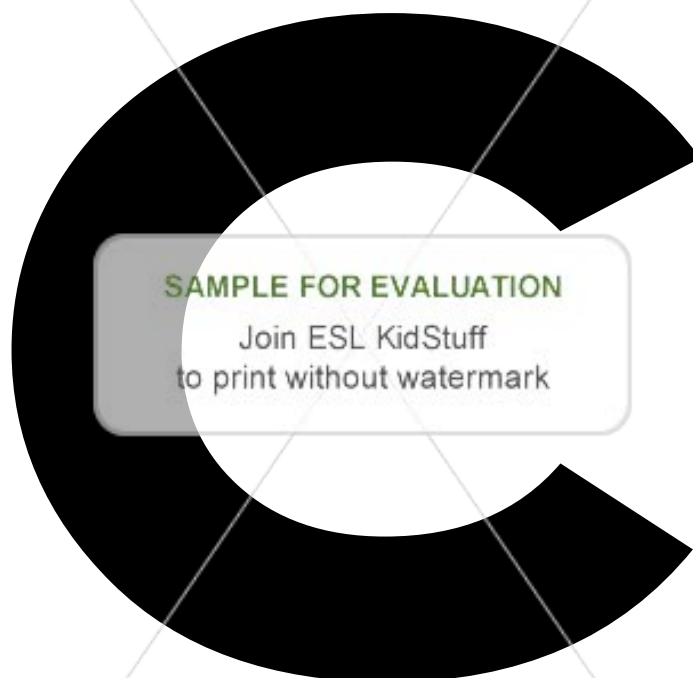 C
SAMPLE FOR EVALUATION
Join ESL KidStuff
to print without watermark